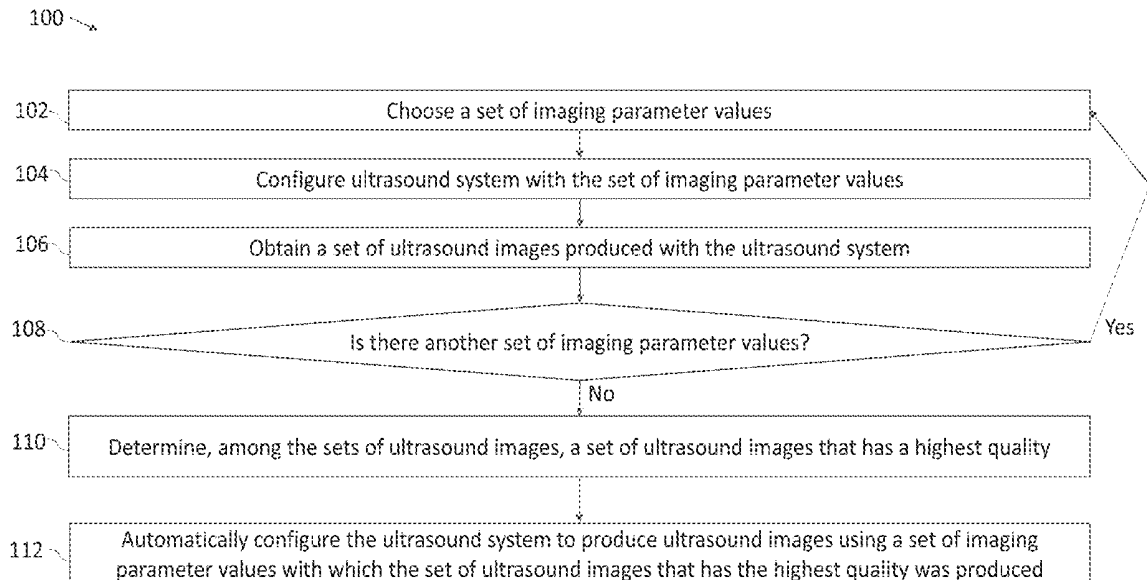 100
102
Choose a set of imaging parameter values
104
Configure ultrasound system with the set of imaging parameter values
106
Obtain a set of ultrasound images produced with the ultrasound system
108
Is there another set of imaging parameter values?
Yes
No
110
Determine, among the sets of ultrasound images, a set of ultrasound images that has a highest quality
112
Automatically configure the ultrasound system to produce ultrasound images using a set of imaging
parameter values with which the set of ultrasound images that has the highest quality was produced